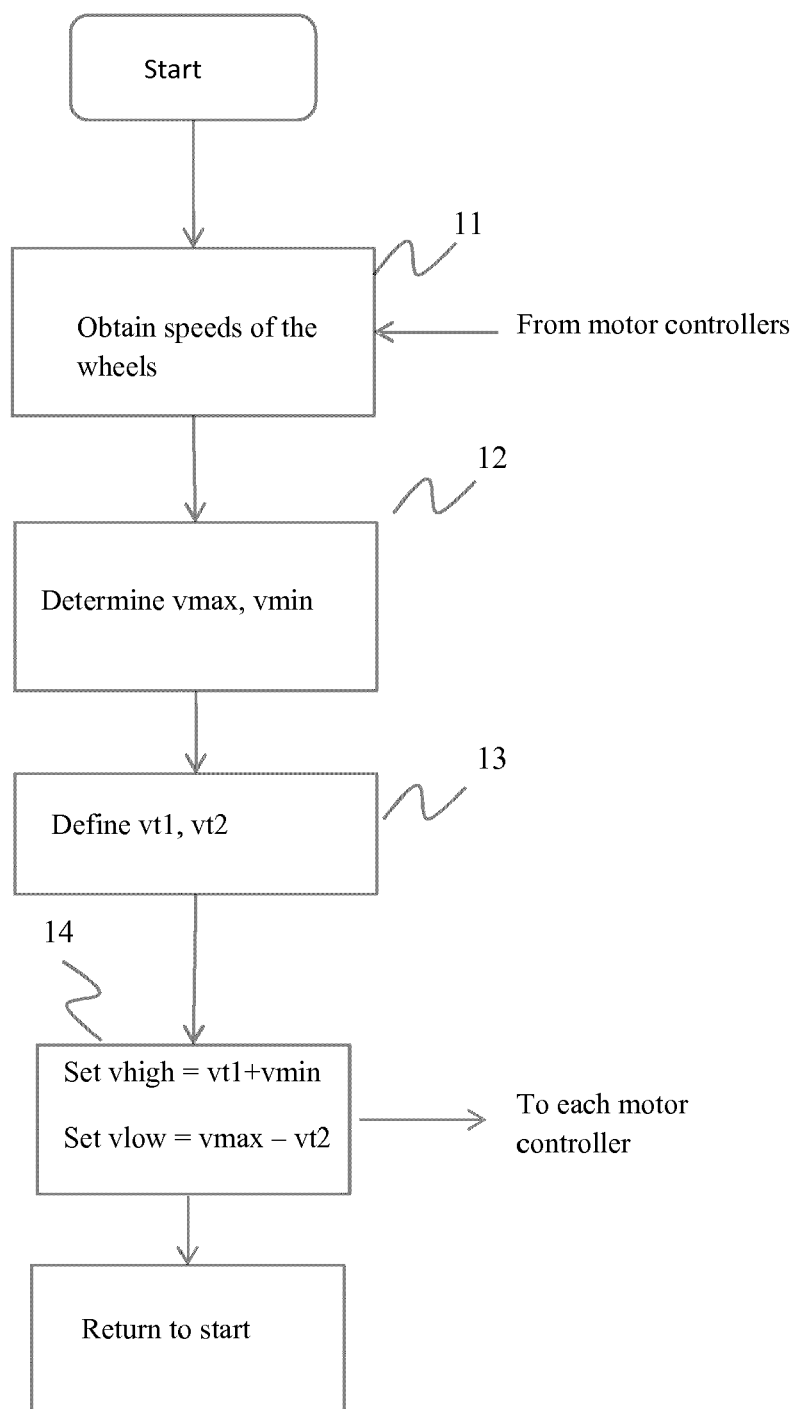 Start
11
Obtain speeds of the
wheels
From motor controllers
12
Determine vmax, vmin
13
Define vt1, vt2
14
Set vhigh = vt1+vmin
Set vlow = vmax – vt2
To each motor
controller
Return to start